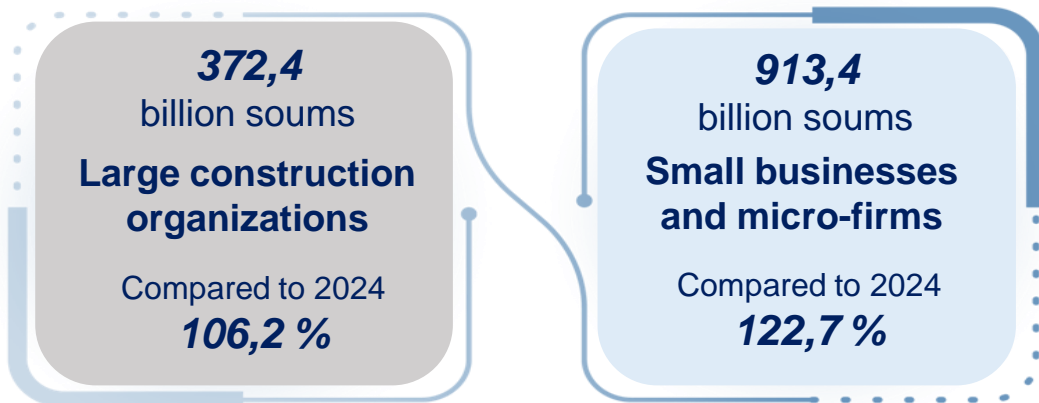 372,4
billion soums
Large construction
organizations
Compared to 2024
106,2 %
913,4
billion soums
Small businesses
and micro-firms
Compared to 2024
122,7 %